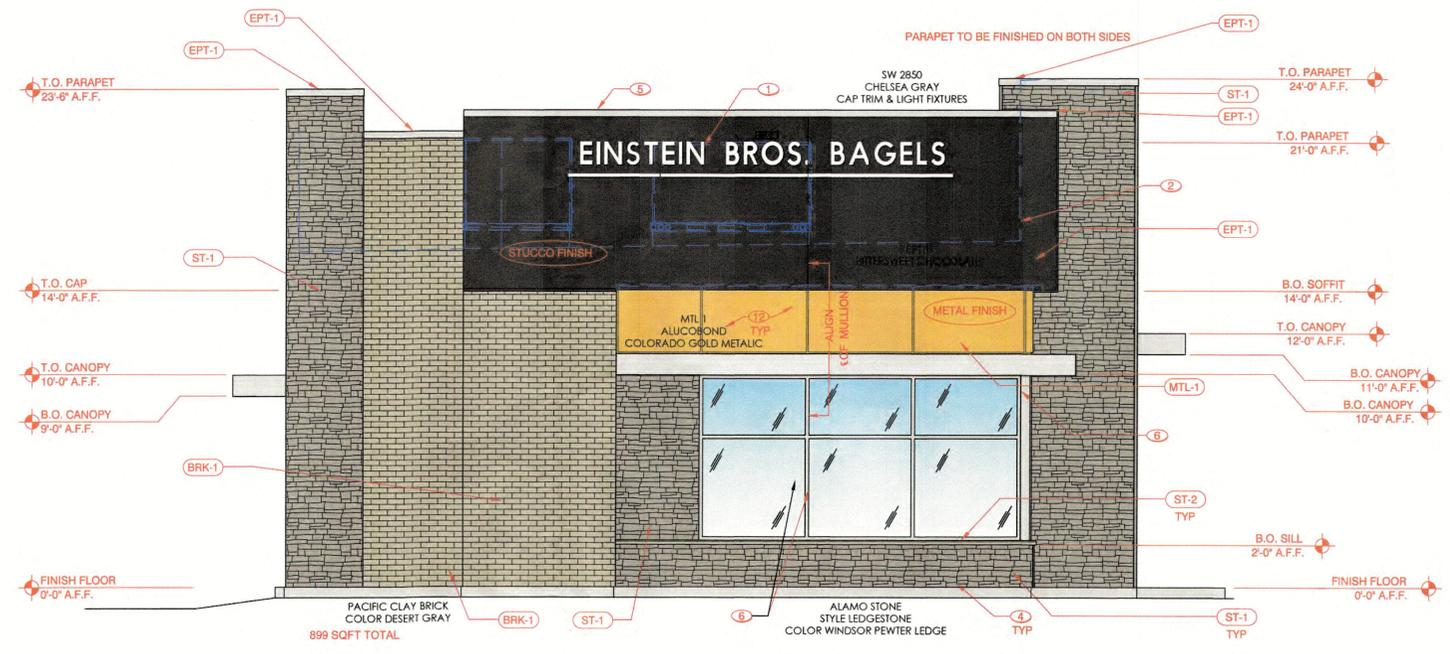 EPT-1
EPT-1
PARAPET TO BE FINISHED ON BOTH SIDES
EPT-1
T.O. PARAPET
23'-6" A.F.F.
5
1
SW 2850
CHELSEA GRAY
CAP TRIM & LIGHT FIXTURES
T.O. PARAPET
24'-0" A.F.F.
ST-1
EPT-1
T.O. PARAPET
21'-0" A.F.F.
EINSTEIN BROS. BAGELS
2
EPT-1
STUCCO FINISH
BITTERSWEET CHOCOLATE
ST-1
T.O. CAP
14'-0" A.F.F.
B.O. SOFFIT
14'-0" A.F.F.
MTL 1
ALUCOBOND
COLORADO GOLD METALIC
12
TYP
ALIGN
OF MULLION
METAL FINISH
T.O. CANOPY
12'-0" A.F.F.
T.O. CANOPY
10'-0" A.F.F.
B.O. CANOPY
11'-0" A.F.F.
MTL-1
B.O. CANOPY
10'-0" A.F.F.
B.O. CANOPY
9'-0" A.F.F.
6
BRK-1
ST-2
TYP
B.O. SILL
2'-0" A.F.F.
FINISH FLOOR
0'-0" A.F.F.
FINISH FLOOR
0'-0" A.F.F.
PACIFIC CLAY BRICK
COLOR DESERT GRAY
899 SQFT TOTAL
BRK-1
ST-1
6
ALAMO STONE
STYLE LEDGESTONE
COLOR WINDSOR PEWTER LEDGE
4
TYP
ST-1
TYP